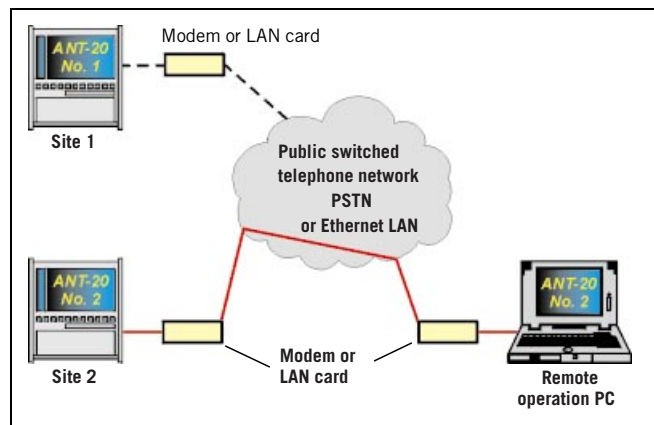 Modem or LAN card
ANT-20
No. 1
Site 1
Public switched
telephone network
PSTN
or Ethernet LAN
ANT-20
No. 2
Site 2
Modem or
LAN card
ANT-20
No. 2
Remote
operation PC